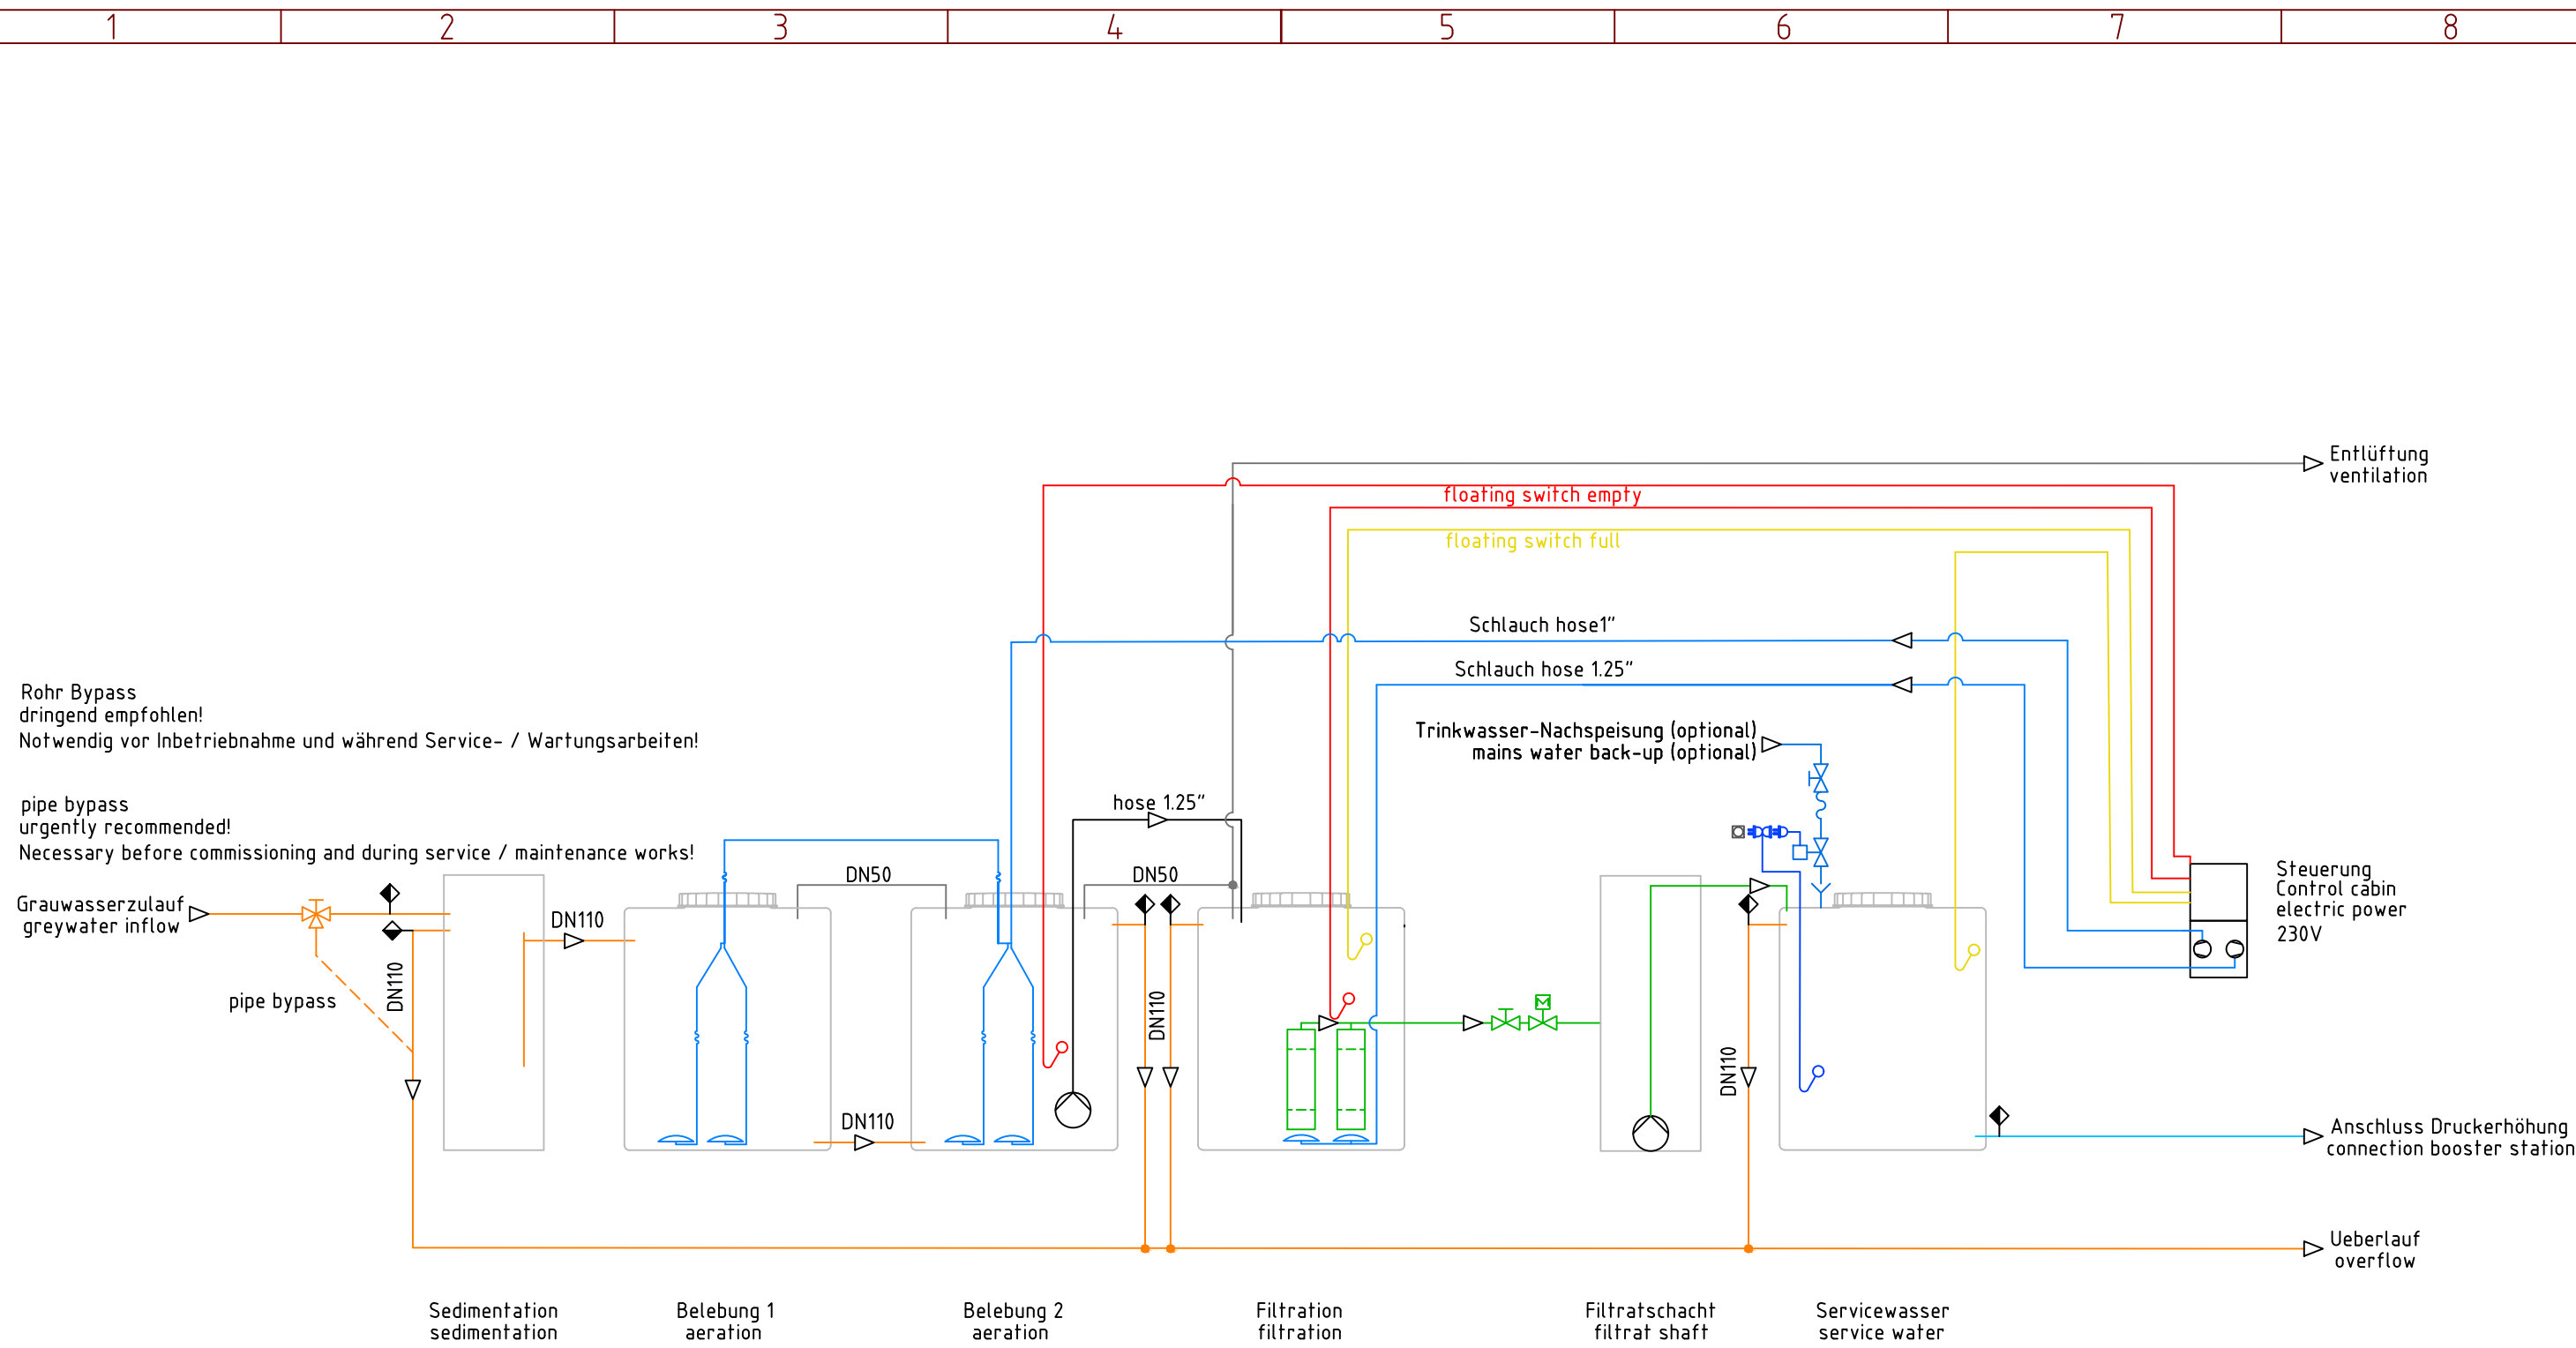 1 2 3 4 5 6 7 8
Entlüftung
ventilation
floating switch empty
floating switch full
Schlauch hose1"
Schlauch hose 1.25"
Rohr Bypass
dringend empfohlen!
Notwendig vor Inbetriebnahme und während Service- / Wartungsarbeiten!
Trinkwasser-Nachspeisung (optional)
mains water back-up (optional)
pipe bypass
urgently recommended!
Necessary before commissioning and during service / maintenance works!
hose 1.25"
DN50
DN50
Steuerung
Control cabin
electric power
230V
Grauwasserzulauf
greywater inflow
DN110
DN110
pipe bypass
DN110
M
DN110
DN110
Anschluss Druckerhöhung
connection booster station
Ueberlauf
overflow
Sedimentation
sedimentation
Belebung 1
aeration
Belebung 2
aeration
Filtration
filtration
Filtratschacht
filtrat shaft
Servicewasser
service water